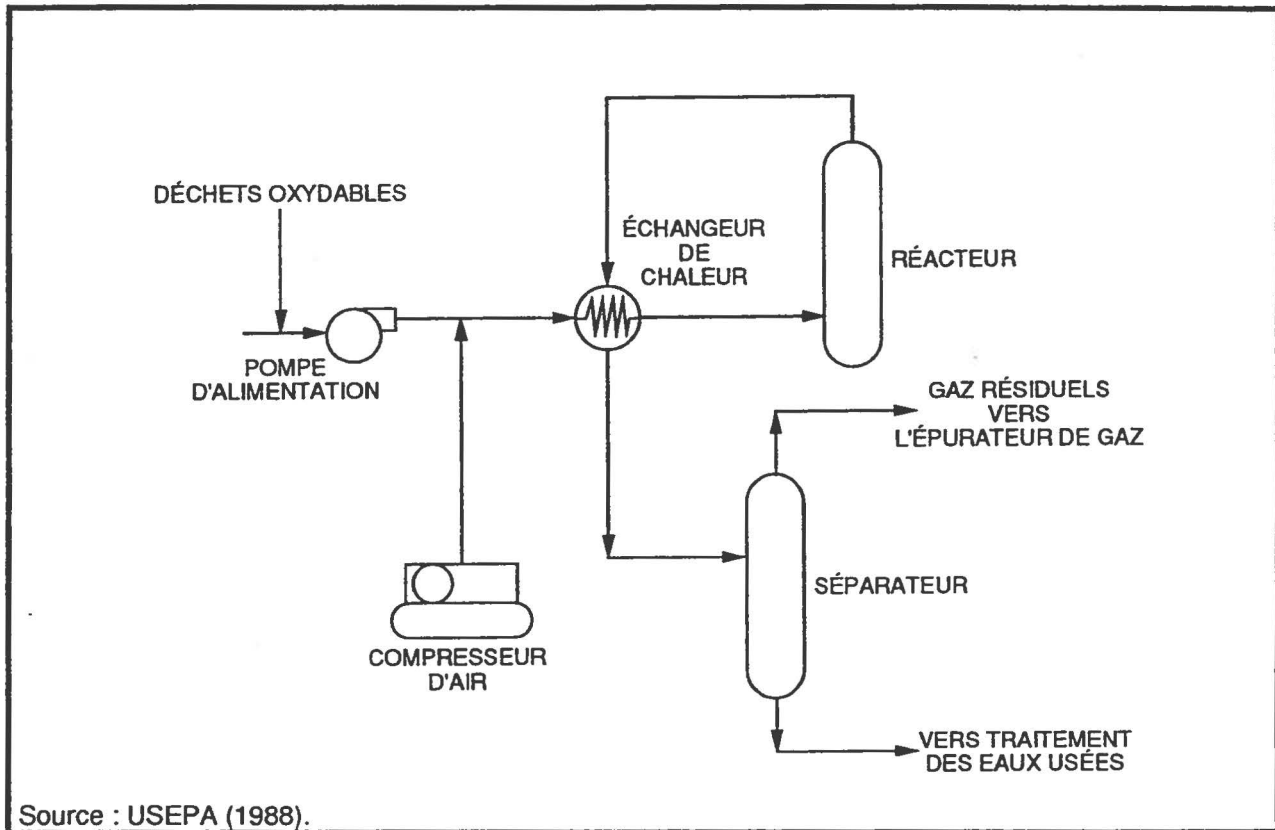 DÉCHETS OXYDABLES
ÉCHANGEUR
DE
CHALEUR
RÉACTEUR
POMPE
D'ALIMENTATION
GAZ RÉSIDUELS
VERS
L'ÉPURATEUR DE GAZ
SÉPARATEUR
COMPRESSEUR
D'AIR
VERS TRAITEMENT
DES EAUX USÉES
Source : USEPA (1988).